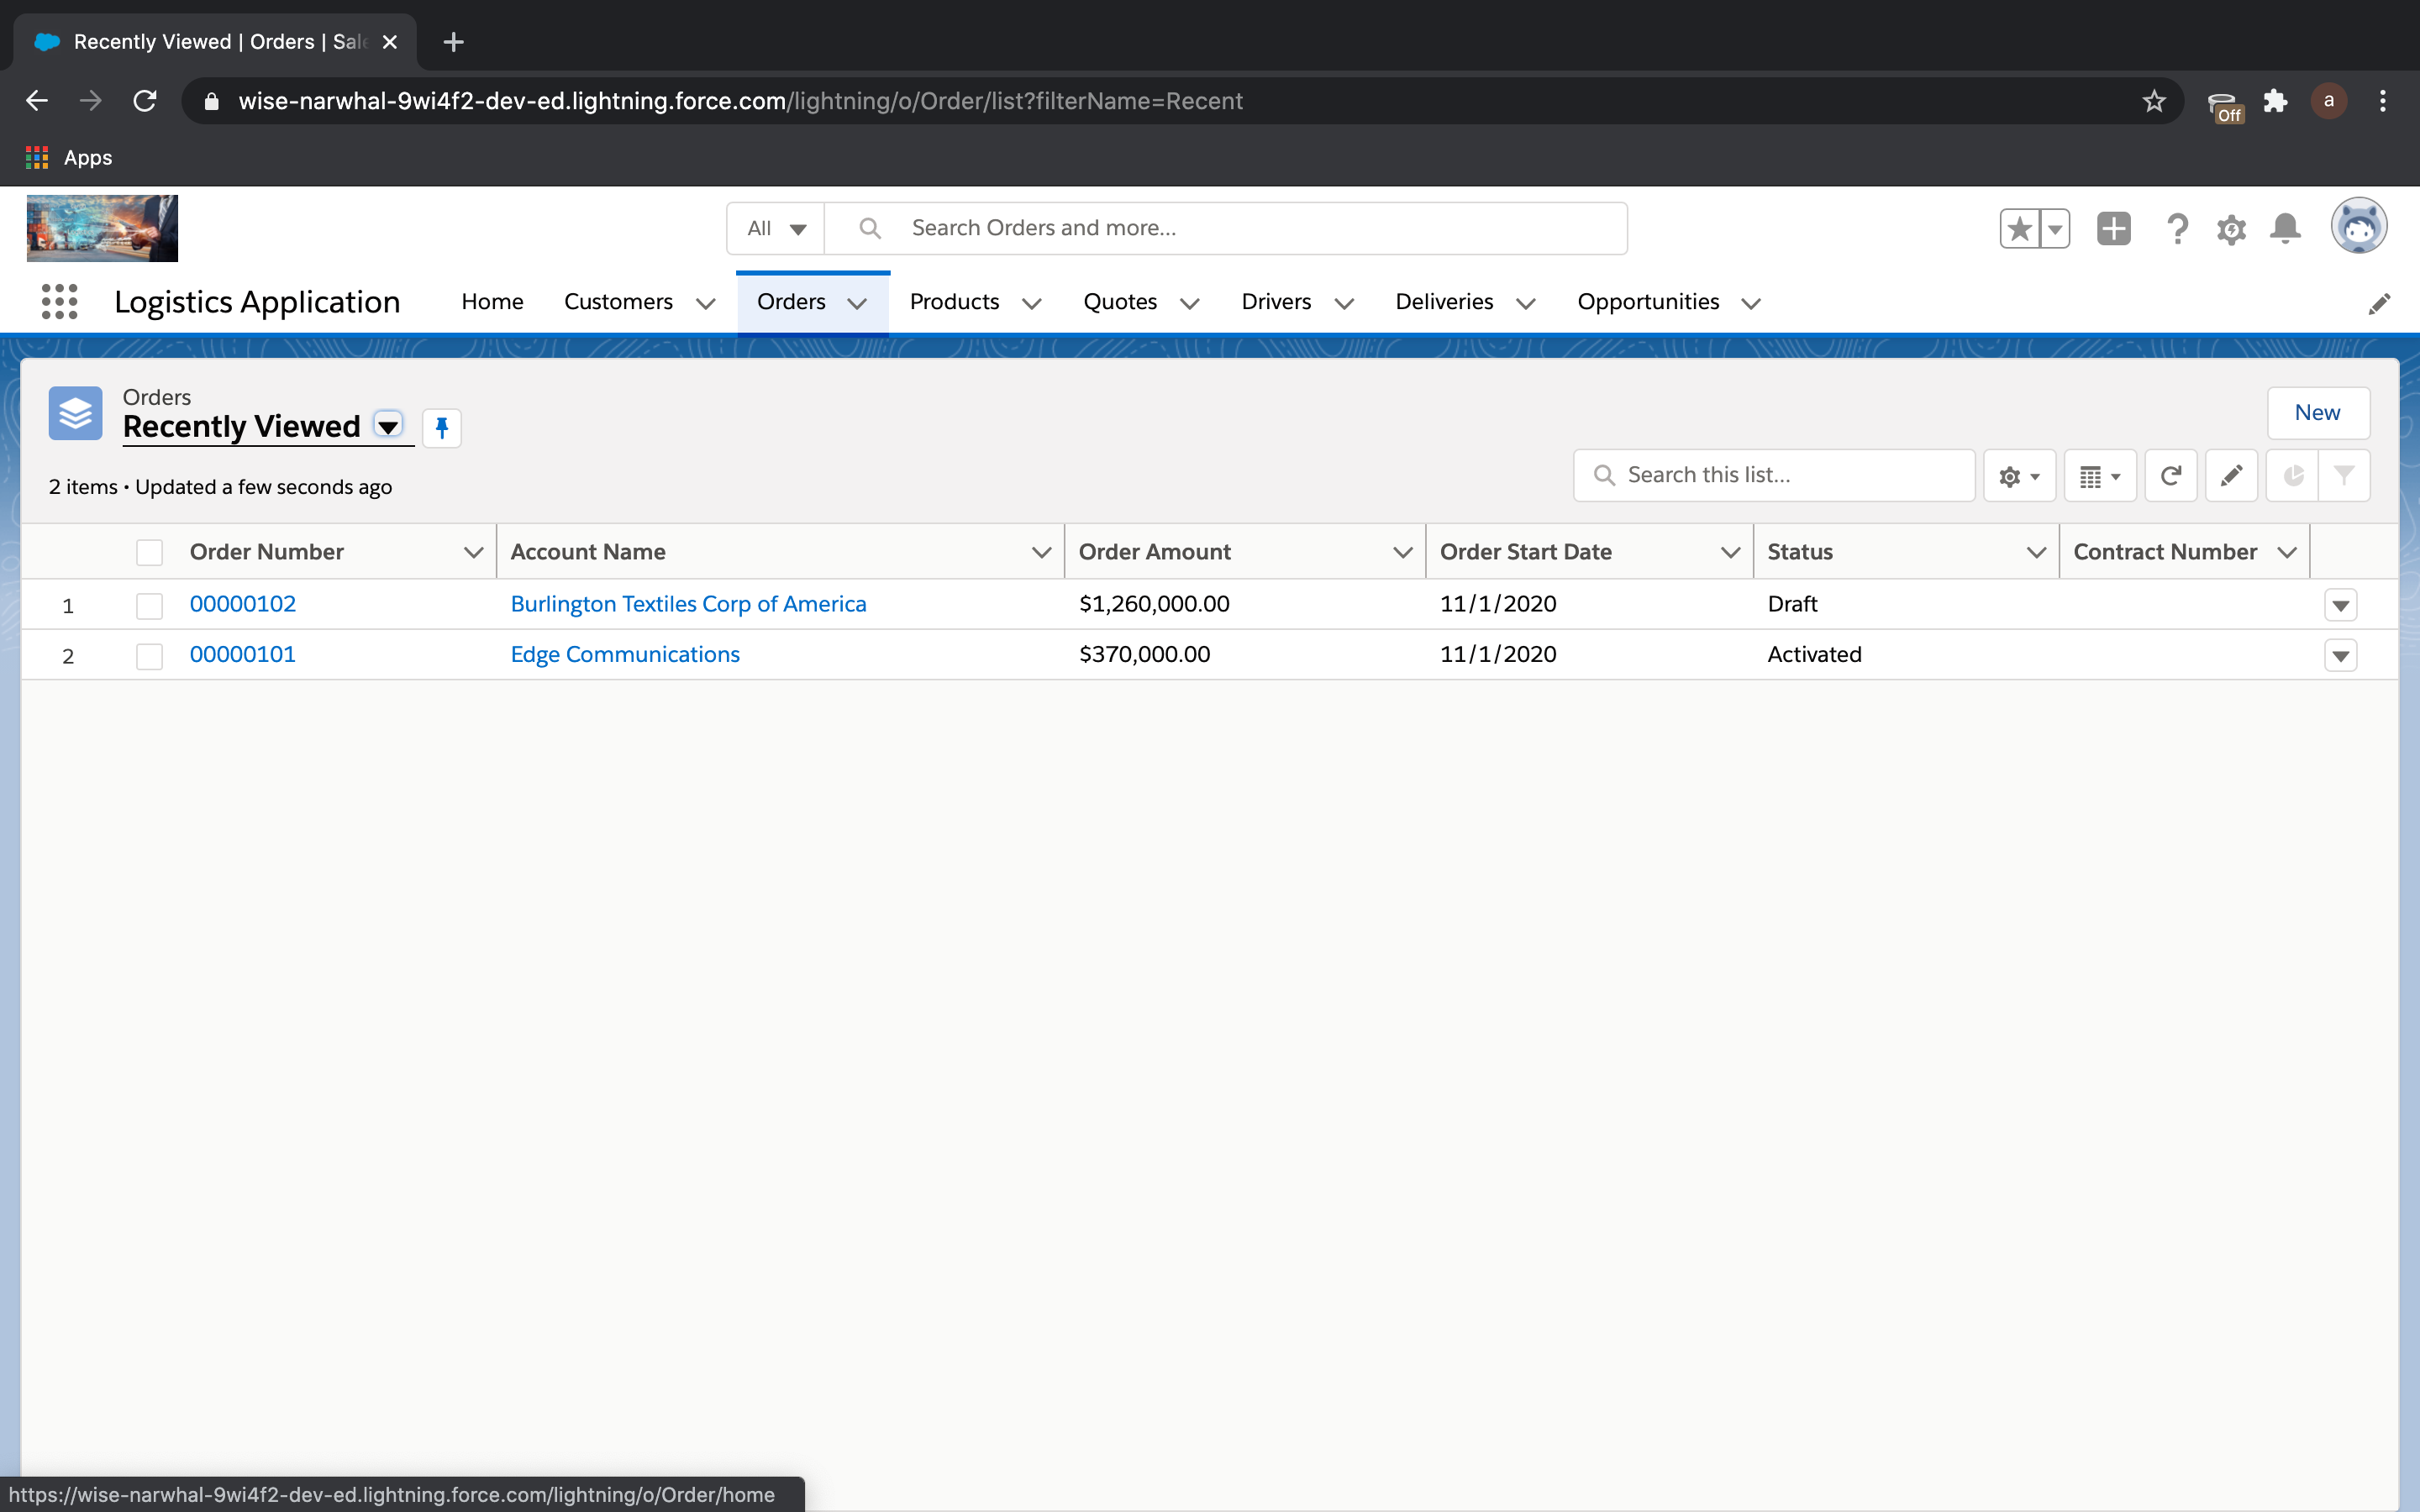 Recently Viewed | Orders | Sale
wise-narwhal-9wi4f2-dev-ed.lightning.force.com/lightning/o/Order/list?filterName=Recent
Off
a
Apps
All
Search Orders and more...
Logistics Application
Home
Customers
Orders
Products
Quotes
Drivers
Deliveries
Opportunities
Orders
Recently Viewed
New
2 items • Updated a few seconds ago
Search this list...
Order Number Account Name Order Amount Order Start Date Status Contract Number
1 00000102 Burlington Textiles Corp of America $1,260,000.00 11/1/2020 Draft
2 00000101 Edge Communications $370,000.00 11/1/2020 Activated
https://wise-narwhal-9wi4f2-dev-ed.lightning.force.com/lightning/o/Order/home